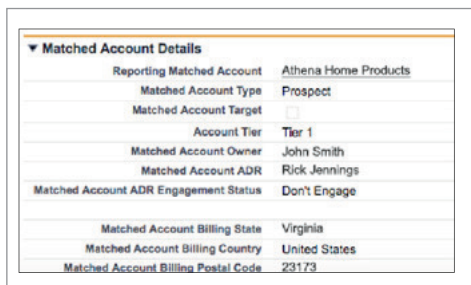 ▼ Matched Account Details
Reporting Matched Account Athena Home Products
Matched Account Type Prospect
Matched Account Target
Account Tier Tier 1
Matched Account Owner John Smith
Matched Account ADR Rick Jennings
Matched Account ADR Engagement Status Don't Engage
Matched Account Billing State Virginia
Matched Account Billing Country United States
Matched Account Billing Postal Code 23173